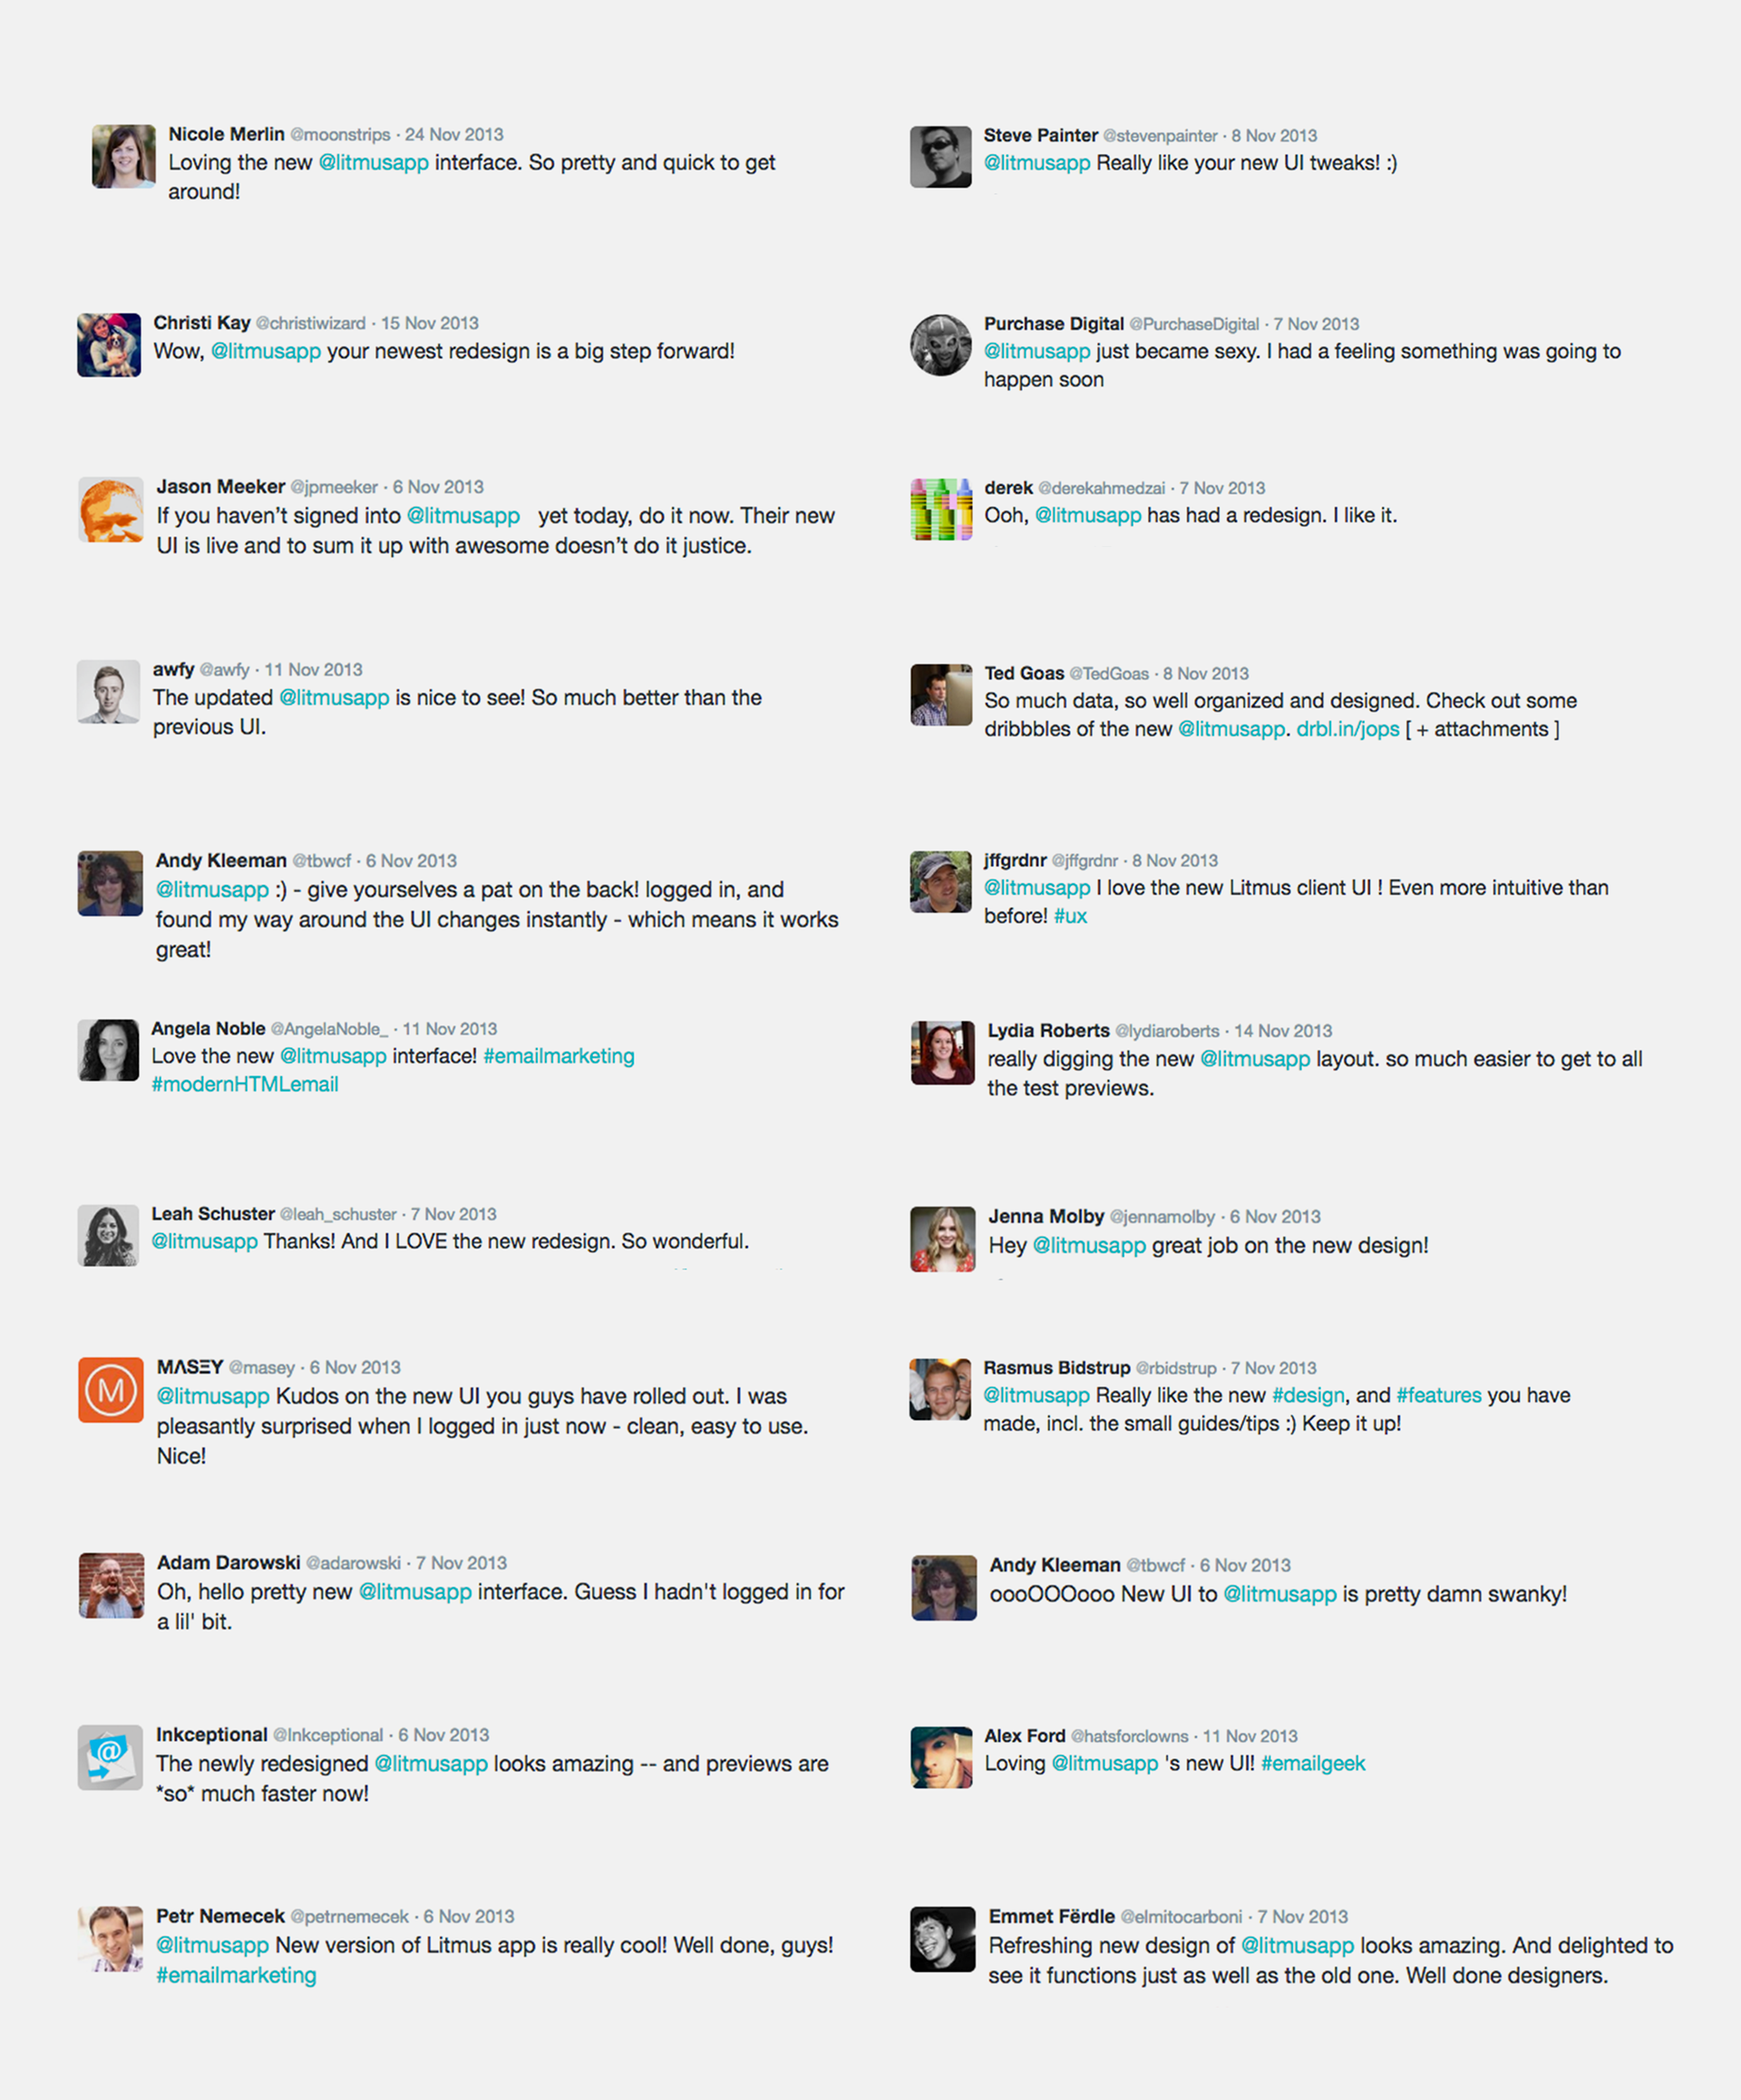 Nicole Merlin @moonstrips · 24 Nov 2013
Loving the new @litmusapp interface. So pretty and quick to get
around!
Steve Painter @stevenpainter · 8 Nov 2013
@litmusapp Really like your new UI tweaks! :)
Christi Kay @christiwizard · 15 Nov 2013
Wow, @litmusapp your newest redesign is a big step forward!
Purchase Digital @PurchaseDigital · 7 Nov 2013
@litmusapp just became sexy. I had a feeling something was going to
happen soon
Jason Meeker @jpmeeker · 6 Nov 2013
If you haven’t signed into @litmusapp yet today, do it now. Their new
UI is live and to sum it up with awesome doesn’t do it justice.
derek @derekahmedzai · 7 Nov 2013
Ooh, @litmusapp has had a redesign. I like it.
awfy @awfy · 11 Nov 2013
The updated @litmusapp is nice to see! So much better than the
previous UI.
Ted Goas @TedGoas · 8 Nov 2013
So much data, so well organized and designed. Check out some
dribbbles of the new @litmusapp. drbl.in/jops [ + attachments ]
Andy Kleeman @tbwcf · 6 Nov 2013
@litmusapp :) - give yourselves a pat on the back! logged in, and
found my way around the UI changes instantly - which means it works
great!
jffgrdnr @jffgrdnr · 8 Nov 2013
@litmusapp I love the new Litmus client UI ! Even more intuitive than
before! #ux
Angela Noble @AngelaNoble_ · 11 Nov 2013
Love the new @litmusapp interface! #emailmarketing
#modernHTMLemail
Lydia Roberts @lydiaroberts · 14 Nov 2013
really digging the new @litmusapp layout. so much easier to get to all
the test previews.
Leah Schuster @leah_schuster · 7 Nov 2013
@litmusapp Thanks! And I LOVE the new redesign. So wonderful.
Jenna Molby @jennamolby · 6 Nov 2013
Hey @litmusapp great job on the new design!
M
MΛSΞY @masey · 6 Nov 2013
@litmusapp Kudos on the new UI you guys have rolled out. I was
pleasantly surprised when I logged in just now - clean, easy to use.
Nice!
Rasmus Bidstrup @rbidstrup · 7 Nov 2013
@litmusapp Really like the new #design, and #features you have
made, incl. the small guides/tips :) Keep it up!
Adam Darowski @adarowski · 7 Nov 2013
Oh, hello pretty new @litmusapp interface. Guess I hadn't logged in for
a lil' bit.
Andy Kleeman @tbwcf · 6 Nov 2013
oooOOOooo New UI to @litmusapp is pretty damn swanky!
@
Inkceptional @Inkceptional · 6 Nov 2013
The newly redesigned @litmusapp looks amazing -- and previews are
*so* much faster now!
Alex Ford @hatsforclowns · 11 Nov 2013
Loving @litmusapp 's new UI! #emailgeek
Petr Nemecek @petrnemecek · 6 Nov 2013
@litmusapp New version of Litmus app is really cool! Well done, guys!
#emailmarketing
Emmet Fërdle @elmitocarboni · 7 Nov 2013
Refreshing new design of @litmusapp looks amazing. And delighted to
see it functions just as well as the old one. Well done designers.